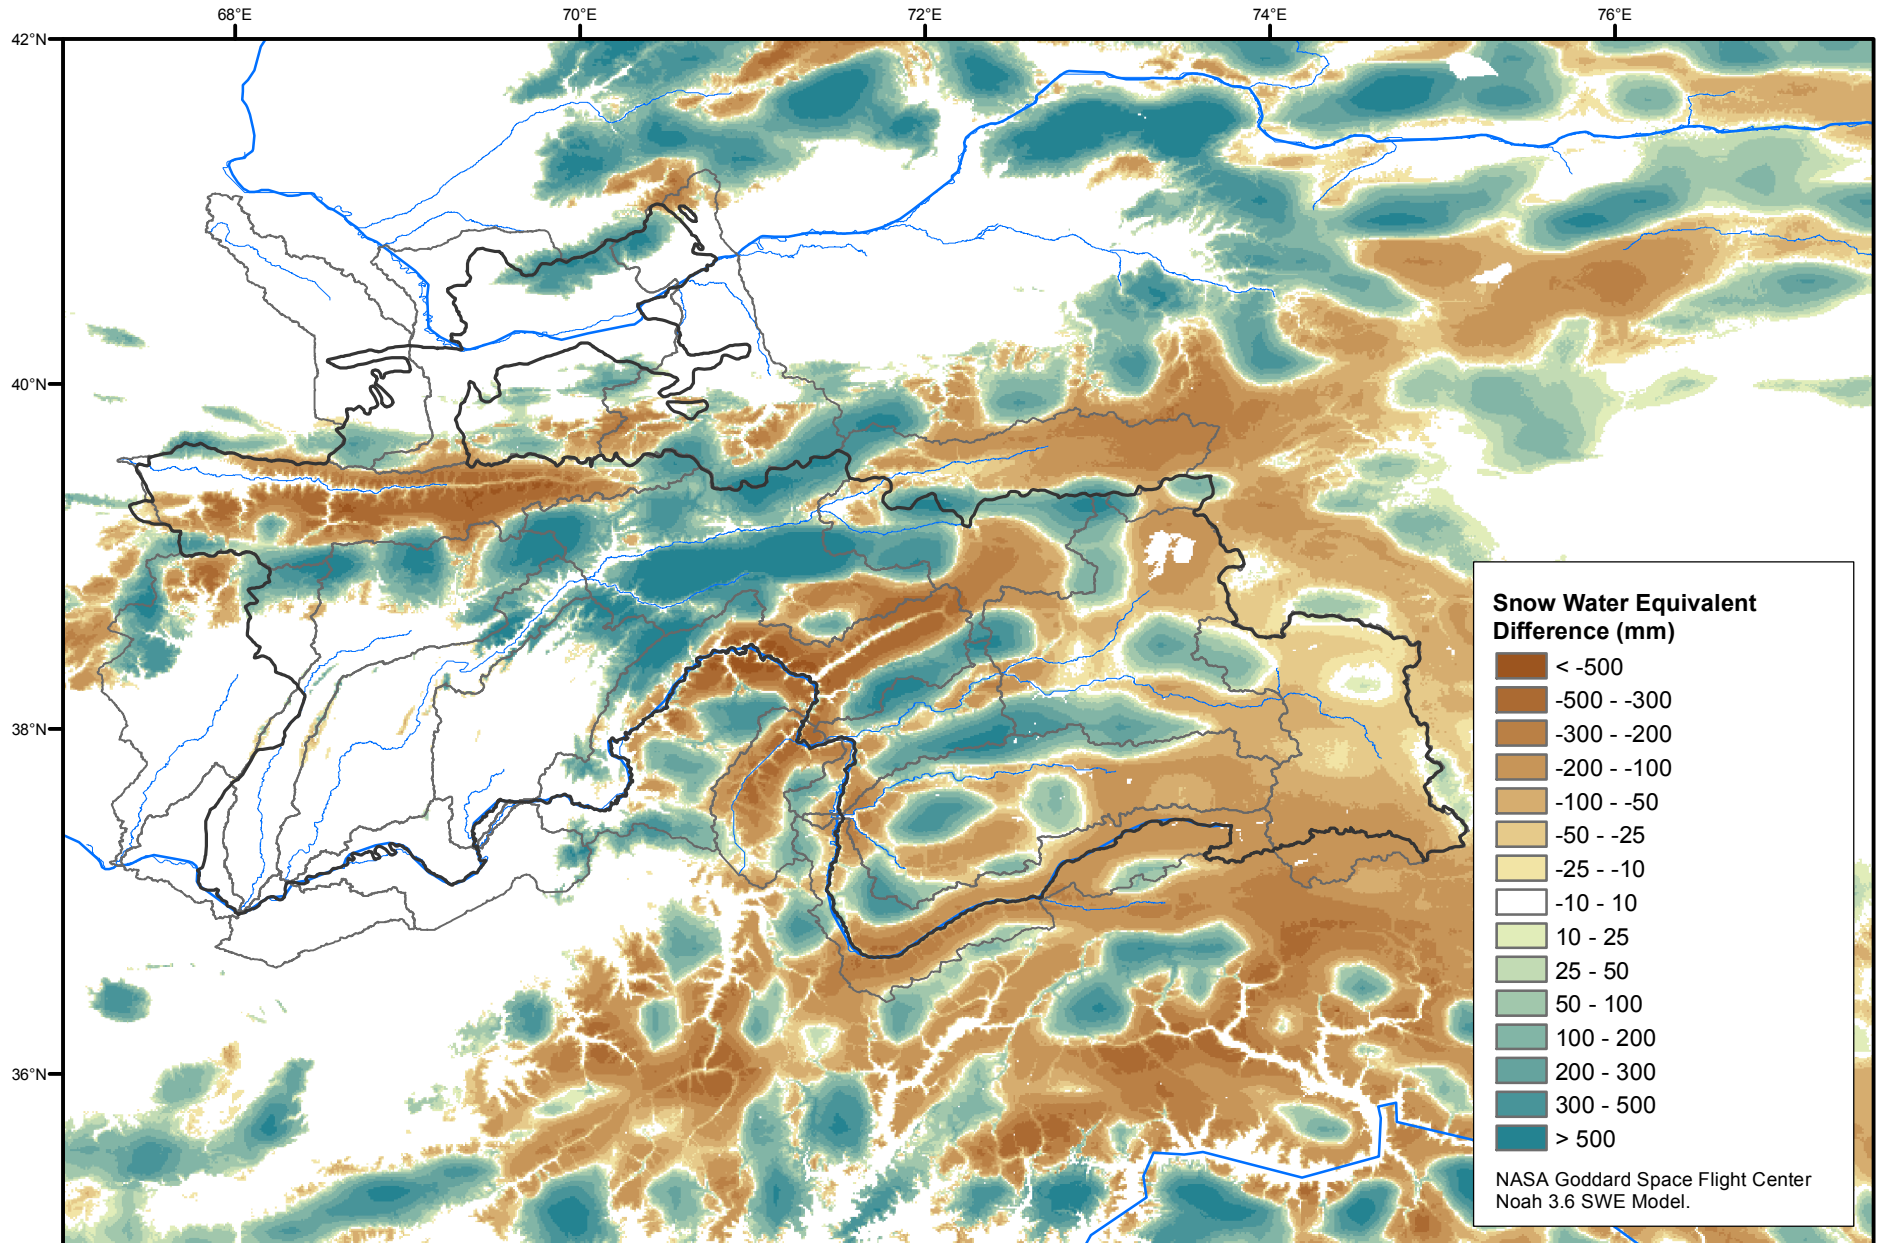 68°E
70°E
72°E
74°E
76°E
42°N
40°N
38°N
36°N
Snow Water Equivalent
Difference (mm)
< -500
-500 - -300
-300 - -200
-200 - -100
-100 - -50
-50 - -25
-25 - -10
-10 - 10
10 - 25
25 - 50
50 - 100
100 - 200
200 - 300
300 - 500
> 500
NASA Goddard Space Flight Center
Noah 3.6 SWE Model.